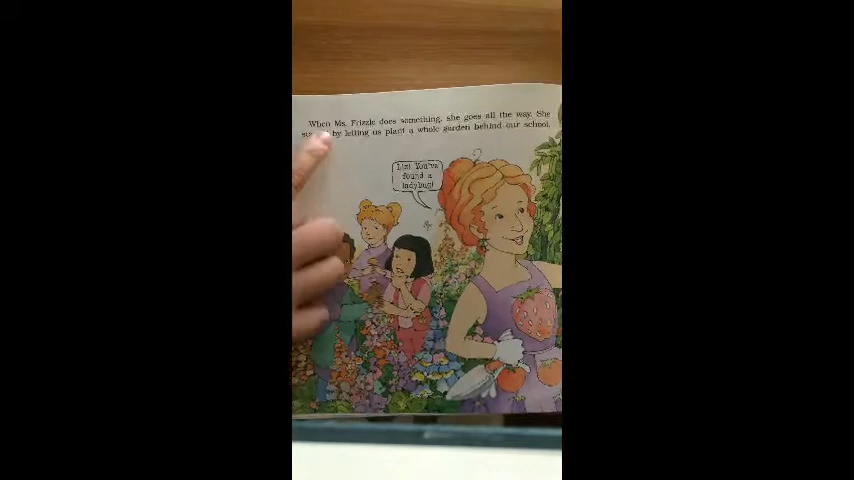 When Ms. Frizzle does something, she goes all the way. She
by letting us plant a whole garden behind our school.
Liz! You've
found a
ladybug!